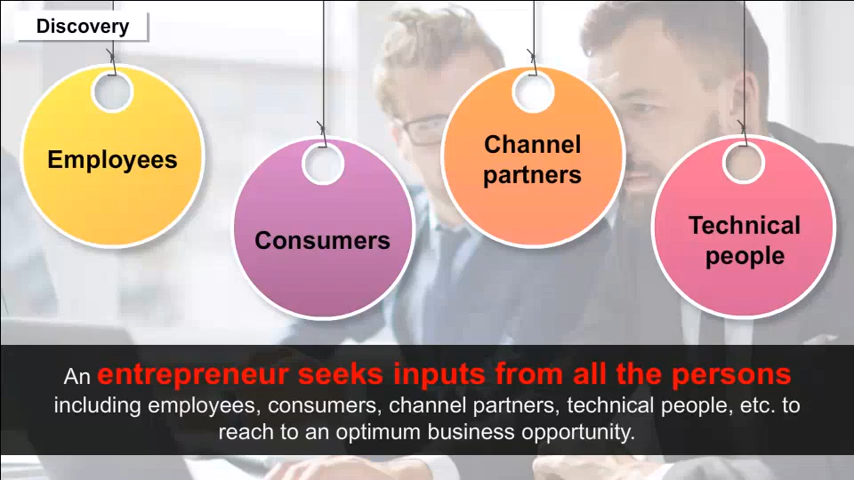 Discovery
Employees
Consumers
Channel
partners
Technical
people
An entrepreneur seeks inputs from all the persons
including employees, consumers, channel partners, technical people, etc. to
reach to an optimum business opportunity.